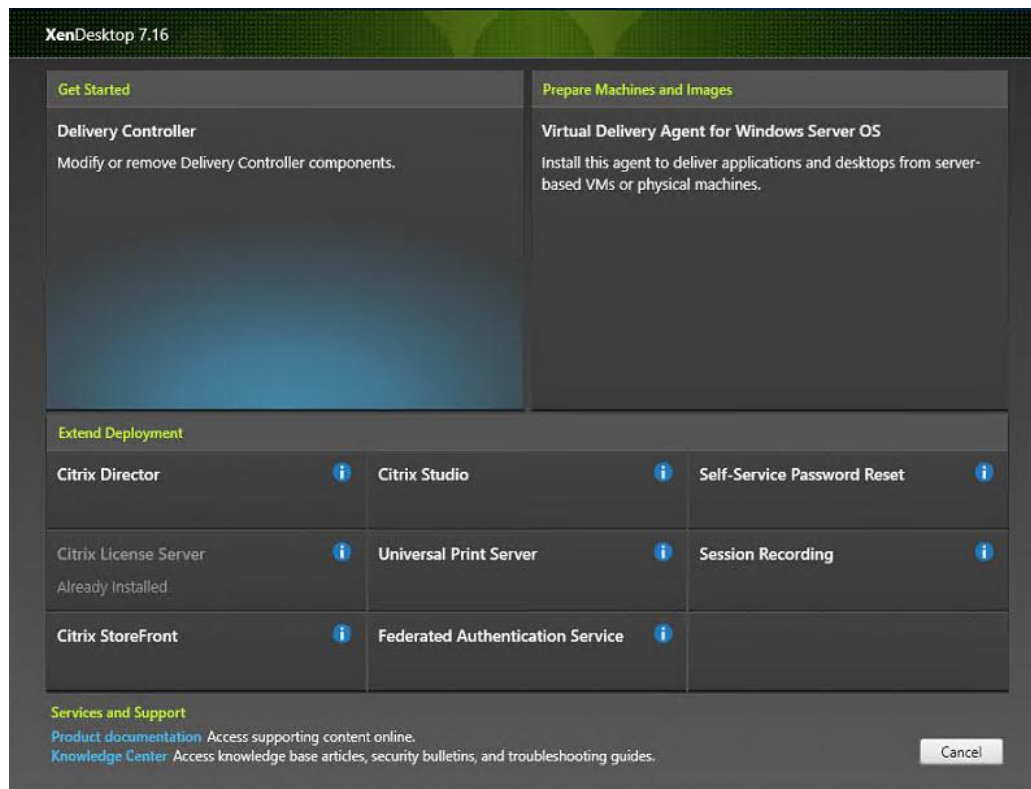 XenDesktop 7.16
Get Started
Delivery Controller
Modify or remove Delivery Controller components.
Prepare Machines and Images
Virtual Delivery Agent for Windows Server OS
Install this agent to deliver applications and desktops from server-
based VMs or physical machines.
Extend Deployment
Citrix Director
Citrix Studio
Self-Service Password Reset
Citrix License Server
Already Installed
Universal Print Server
Session Recording
Citrix StoreFront
Federated Authentication Service
Services and Support
Product documentation Access supporting content online.
Knowledge Center Access knowledge base articles, security bulletins, and troubleshooting guides.
Cancel